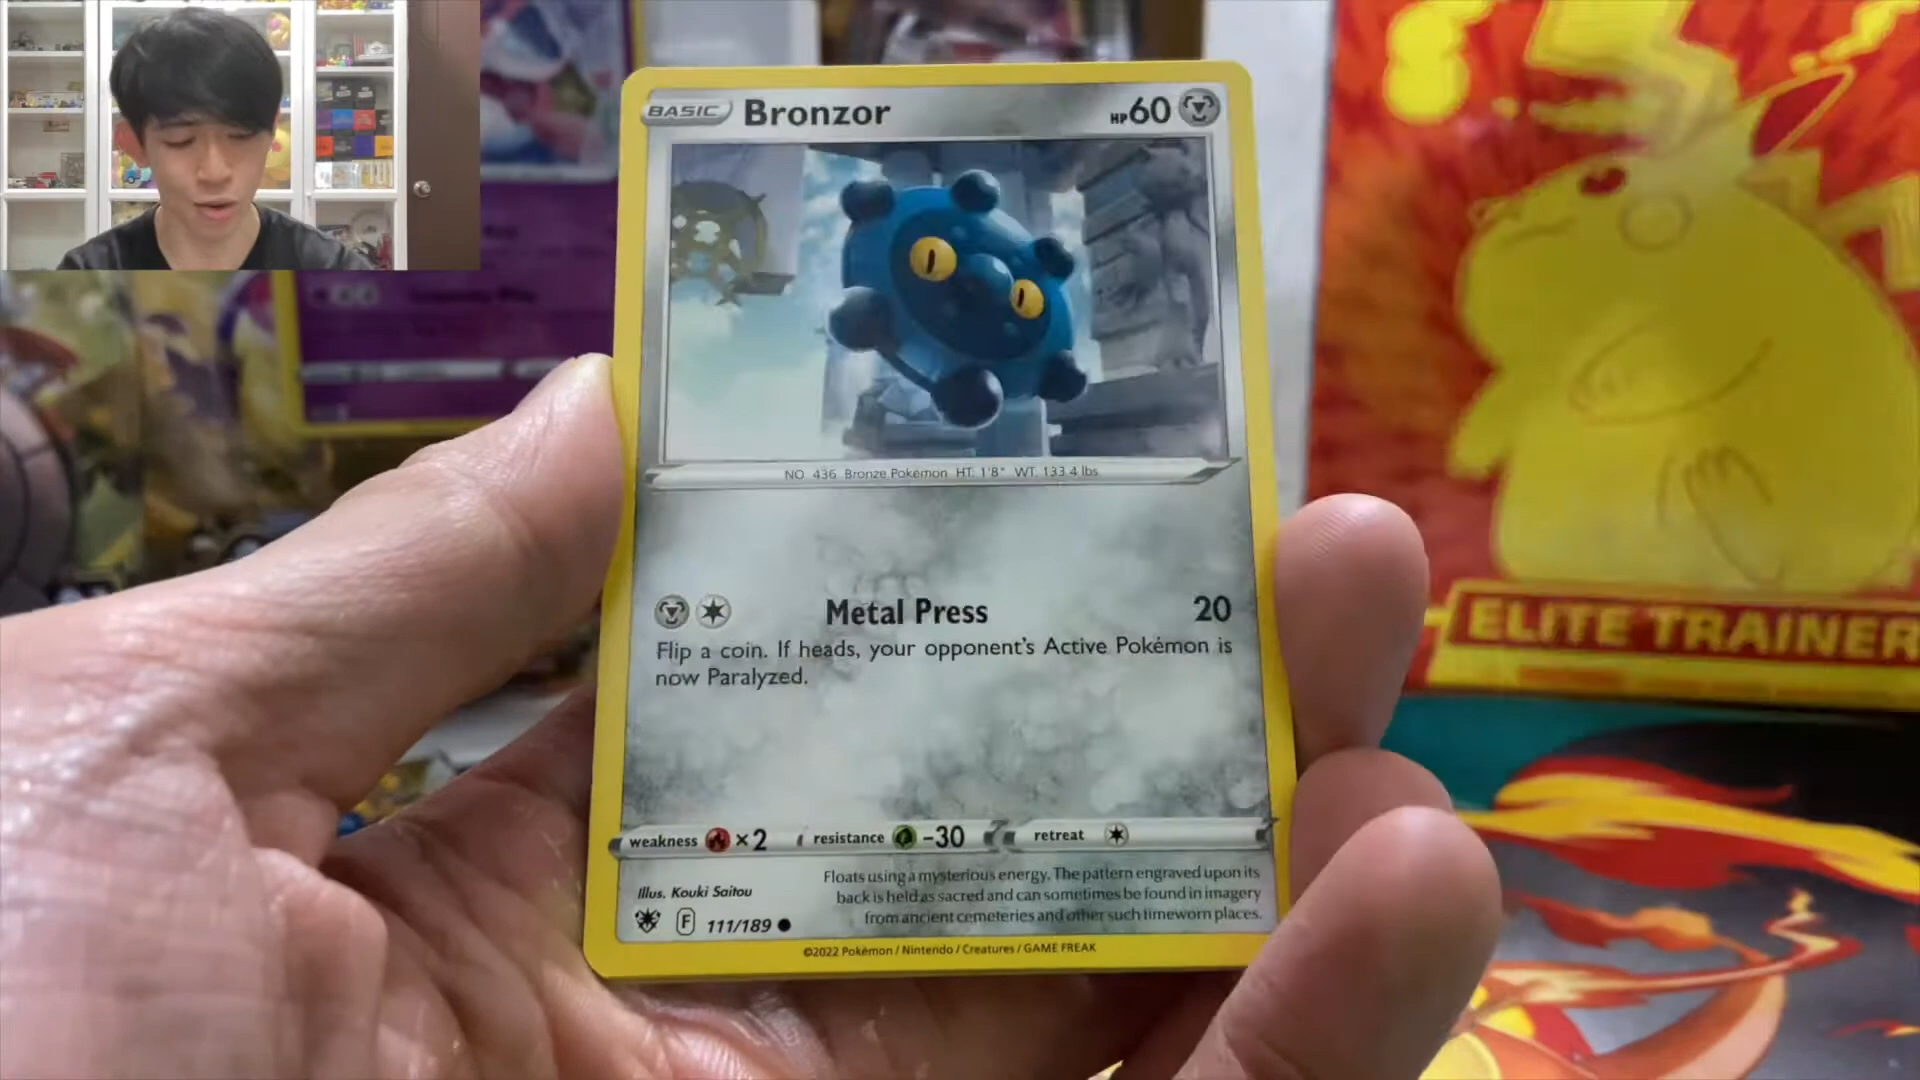 BASIC Bronzor HP60
NO. 436 Bronze Pokémon HT: 1'8" WT: 133.4 lbs
Metal Press 20
Flip a coin. If heads, your opponent's Active Pokémon is
now Paralyzed.
weakness ×2 resistance -30 retreat
Illus. Kouki Saitou
Floats using a mysterious energy. The pattern engraved upon its
back is held as sacred and can sometimes be found in imagery
from ancient cemeteries and other such timeworn places.
F 111/189
©2022 Pokémon / Nintendo / Creatures / GAME FREAK
ELITE TRAINER